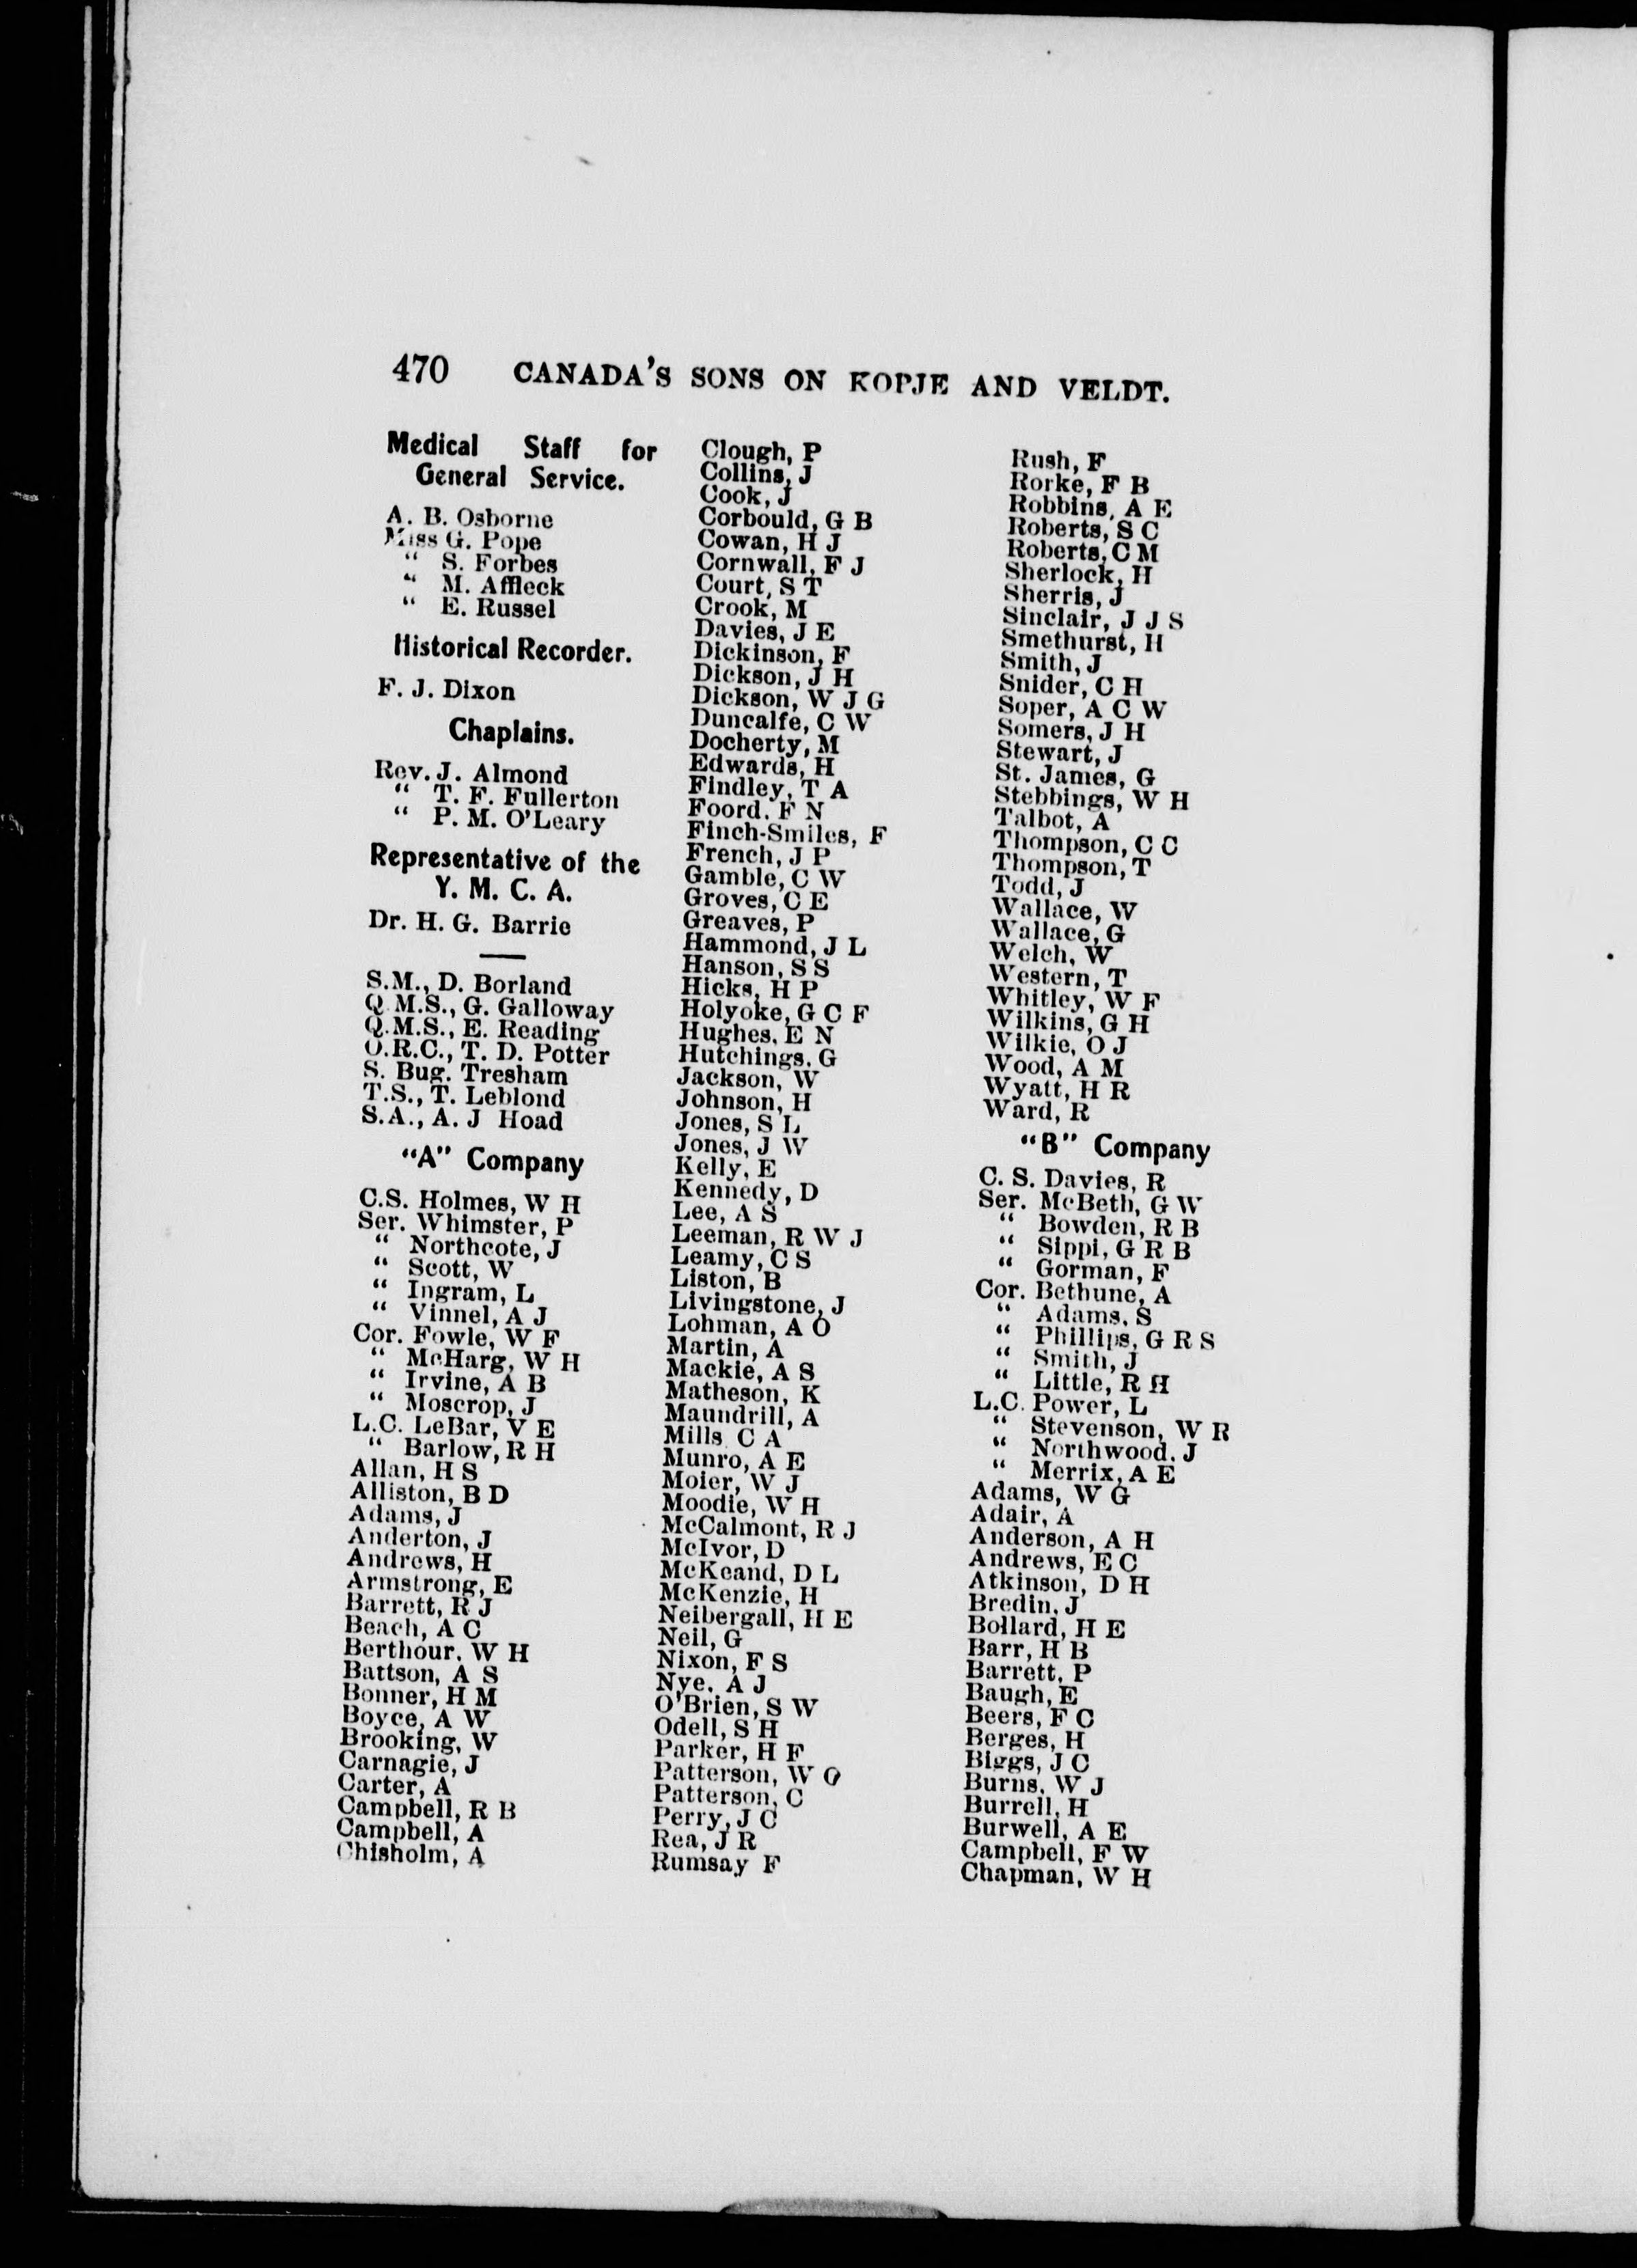 470 CANADA'S SONS ON KOPJE AND VELDT.
Medical Staff for
General Service.
A. B. Osborne
Miss G. Pope
“ S. Forbes
“ M. Affleck
“ E. Russel
Historical Recorder.
F. J. Dixon
Chaplains.
Rev. J. Almond
“ T. F. Fullerton
“ P. M. O'Leary
Representative of the
Y. M. C. A.
Dr. H. G. Barrie
S.M., D. Borland
Q M.S., G. Galloway
Q.M.S., E. Reading
O.R.C., T. D. Potter
S. Bug. Tresham
T.S., T. Leblond
S.A., A. J Hoad
“A” Company
C.S. Holmes, W H
Ser. Whimster, P
“ Northcote, J
“ Scott, W
“ Ingram, L
“ Vinnel, A J
Cor. Fowle, W F
“ McHarg, W H
“ Irvine, A B
“ Moscrop, J
L.C. LeBar, V E
“ Barlow, R H
Allan, H S
Alliston, B D
Adams, J
Anderton, J
Andrews, H
Armstrong, E
Barrett, R J
Beach, A C
Berthour. W H
Battson, A S
Bonner, H M
Boyce, A W
Brooking, W
Carnagie, J
Carter, A
Campbell, R B
Campbell, A
Chisholm, A
Clough, P
Collins, J
Cook, J
Corbould, G B
Cowan, H J
Cornwall, F J
Court, S T
Crook, M
Davies, J E
Dickinson, F
Dickson, J H
Dickson, W J G
Duncalfe, C W
Docherty, M
Edwards, H
Findley, T A
Foord. F N
Finch-Smiles, F
French, J P
Gamble, C W
Groves, C E
Greaves, P
Hammond, J L
Hanson, S S
Hicks, H P
Holyoke, G C F
Hughes. E N
Hutchings. G
Jackson, W
Johnson, H
Jones, S L
Jones, J W
Kelly, E
Kennedy, D
Lee, A S
Leeman, R W J
Leamy, C S
Liston, B
Livingstone, J
Lohman, A O
Martin, A
Mackie, A S
Matheson, K
Maundrill, A
Mills C A
Munro, A E
Moier, W J
Moodie, W H
McCalmont, R J
McIvor, D
McKeand, D L
McKenzie, H
Neibergall, H E
Neil, G
Nixon, F S
Nye. A J
O'Brien, S W
Odell, S H
Parker, H F
Patterson, W O
Patterson, C
Perry, J C
Rea, J R
Rumsay F
Rush, F
Rorke, F B
Robbins, A E
Roberts, S C
Roberts, C M
Sherlock, H
Sherris, J
Sinclair, J J S
Smethurst, H
Smith, J
Snider, C H
Soper, A C W
Somers, J H
Stewart, J
St. James, G
Stebbings, W H
Talbot, A
Thompson, C C
Thompson, T
Todd, J
Wallace, W
Wallace, G
Welch, W
Western, T
Whitley, W F
Wilkins, G H
Wilkie, O J
Wood, A M
Wyatt, H R
Ward, R
“B” Company
C. S. Davies, R
Ser. McBeth, G W
“ Bowden, R B
“ Sippi, G R B
“ Gorman, F
Cor. Bethune, A
“ Adams. S
“ Phillips, G R S
“ Smith, J
“ Little, R H
L.C. Power, L
“ Stevenson, W R
“ Northwood. J
“ Merrix, A E
Adams, W G
Adair, A
Anderson, A H
Andrews, E C
Atkinson, D H
Bredin. J
Bollard, H E
Barr, H B
Barrett, P
Baugh, E
Beers, F C
Berges, H
Biggs, J C
Burns. W J
Burrell, H
Burwell, A E
Campbell, F W
Chapman, W H